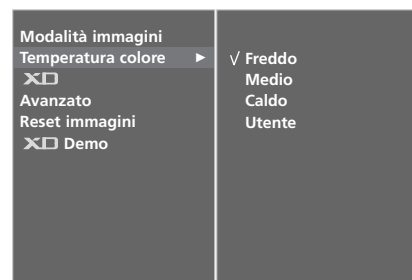 Modalità immagini
Temperatura colore ►
XD
Avanzato
Reset immagini
XD Demo
√ Freddo
Medio
Caldo
Utente